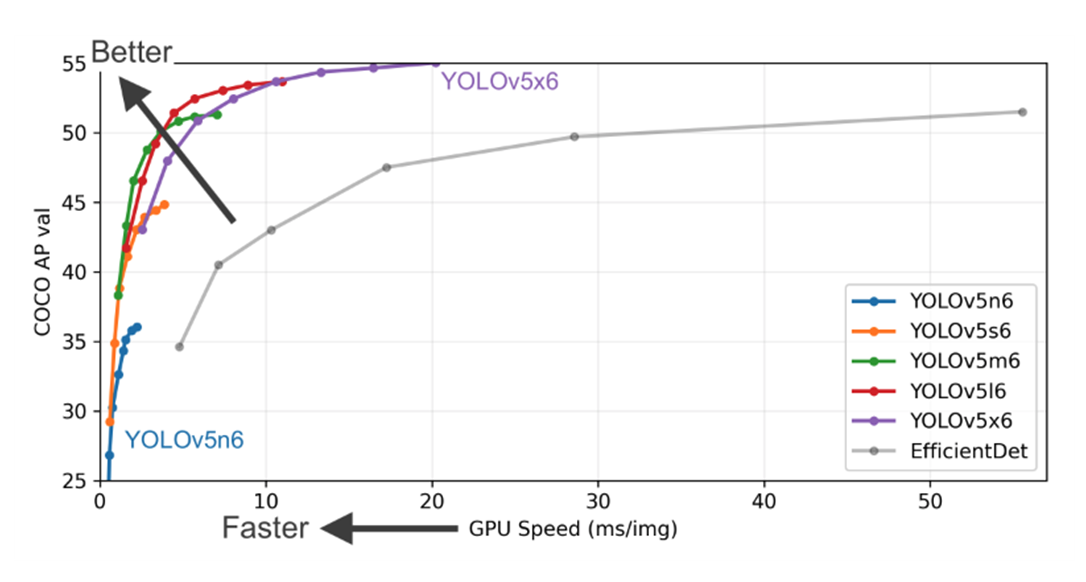 Better
55
50
45
40
35
30
25
COCO AP val
YOLOv5x6
YOLOv5n6
YOLOv5n6
YOLOv5s6
YOLOv5m6
YOLOv5l6
YOLOv5x6
EfficientDet
0 10 20 30 40 50
Faster GPU Speed (ms/img)